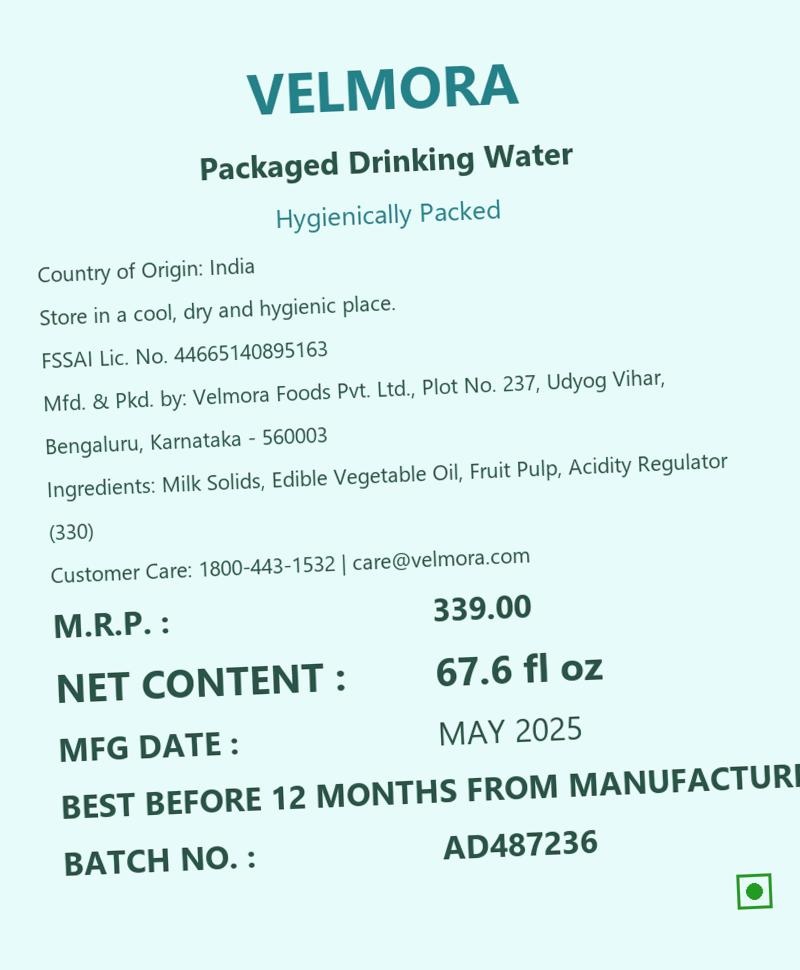 VELMORA
Packaged Drinking Water
Hygienically Packed
Country of Origin: India
Store in a cool, dry and hygienic place.
FSSAI Lic. No. 44665140895163
Mfd. & Pkd. by: Velmora Foods Pvt. Ltd., Plot No. 237, Udyog Vihar,
Bengaluru, Karnataka - 560003
Ingredients: Milk Solids, Edible Vegetable Oil, Fruit Pulp, Acidity Regulator
(330)
Customer Care: 1800-443-1532 | care@velmora.com
M.R.P. : 339.00
NET CONTENT : 67.6 fl oz
MFG DATE : MAY 2025
BEST BEFORE 12 MONTHS FROM MANUFACTUR
BATCH NO. : AD487236